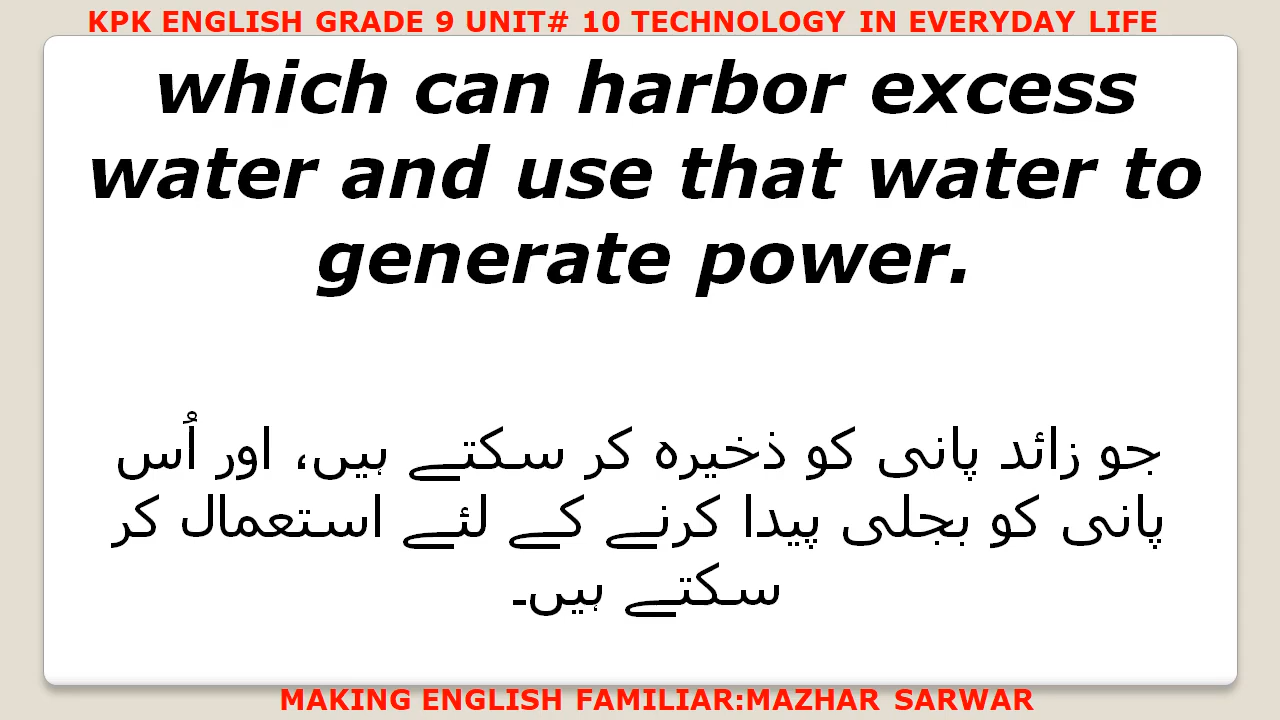 KPK ENGLISH GRADE 9 UNIT# 10 TECHNOLOGY IN EVERYDAY LIFE
which can harbor excess
water and use that water to
generate power.
جو زائد پانی کو ذخیرہ کر سکتے ہیں، اور اُس
پانی کو بجلی پیدا کرنے کے لئے استعمال کر
سکتے ہیں۔
MAKING ENGLISH FAMILIAR:MAZHAR SARWAR